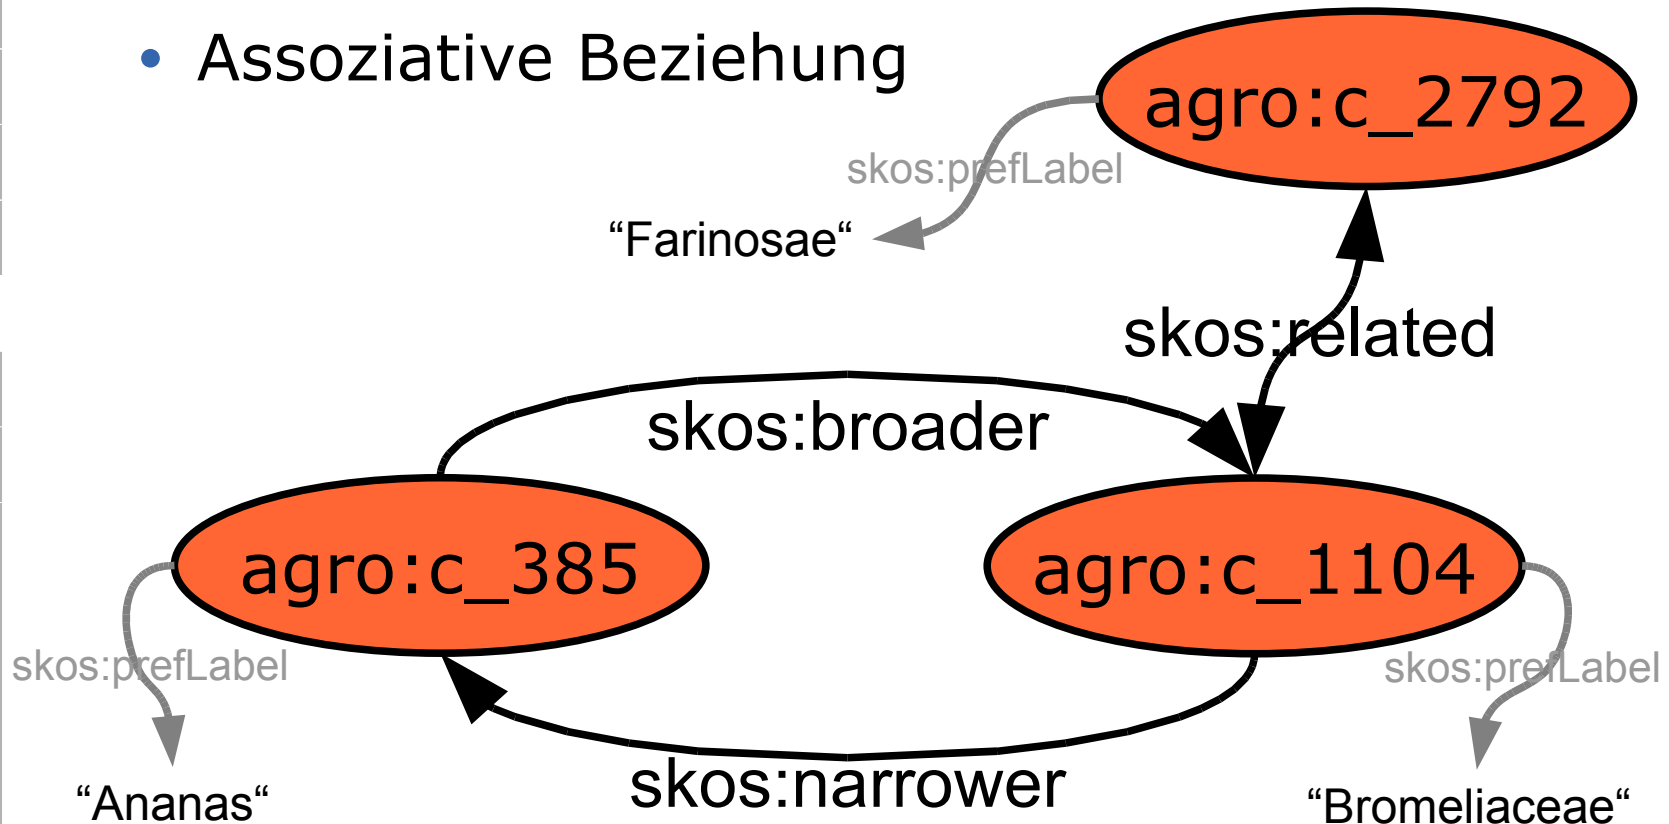 • Assoziative Beziehung
agro:c_2792
skos:prefLabel
“Farinosae“
skos:related
skos:broader
agro:c_385
agro:c_1104
skos:prefLabel
skos:prefLabel
skos:narrower
“Ananas“
“Bromeliaceae“